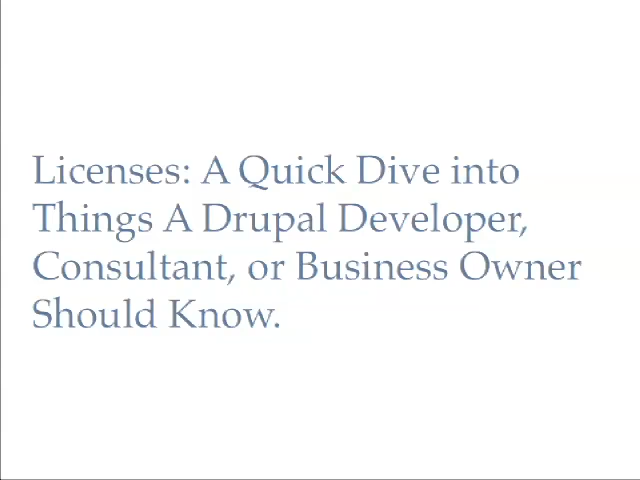 Licenses: A Quick Dive into
Things A Drupal Developer,
Consultant, or Business Owner
Should Know.